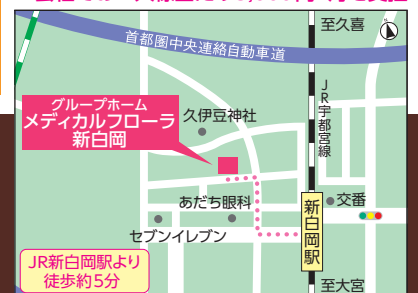 至久喜
首都圏中央連絡自動車道
JR宇都宮線
グループホーム
メディカルフローラ
新白岡
久伊豆神社
あだち眼科
セブンイレブン
新白岡駅
交番
JR新白岡駅より
徒歩約5分
至大宮